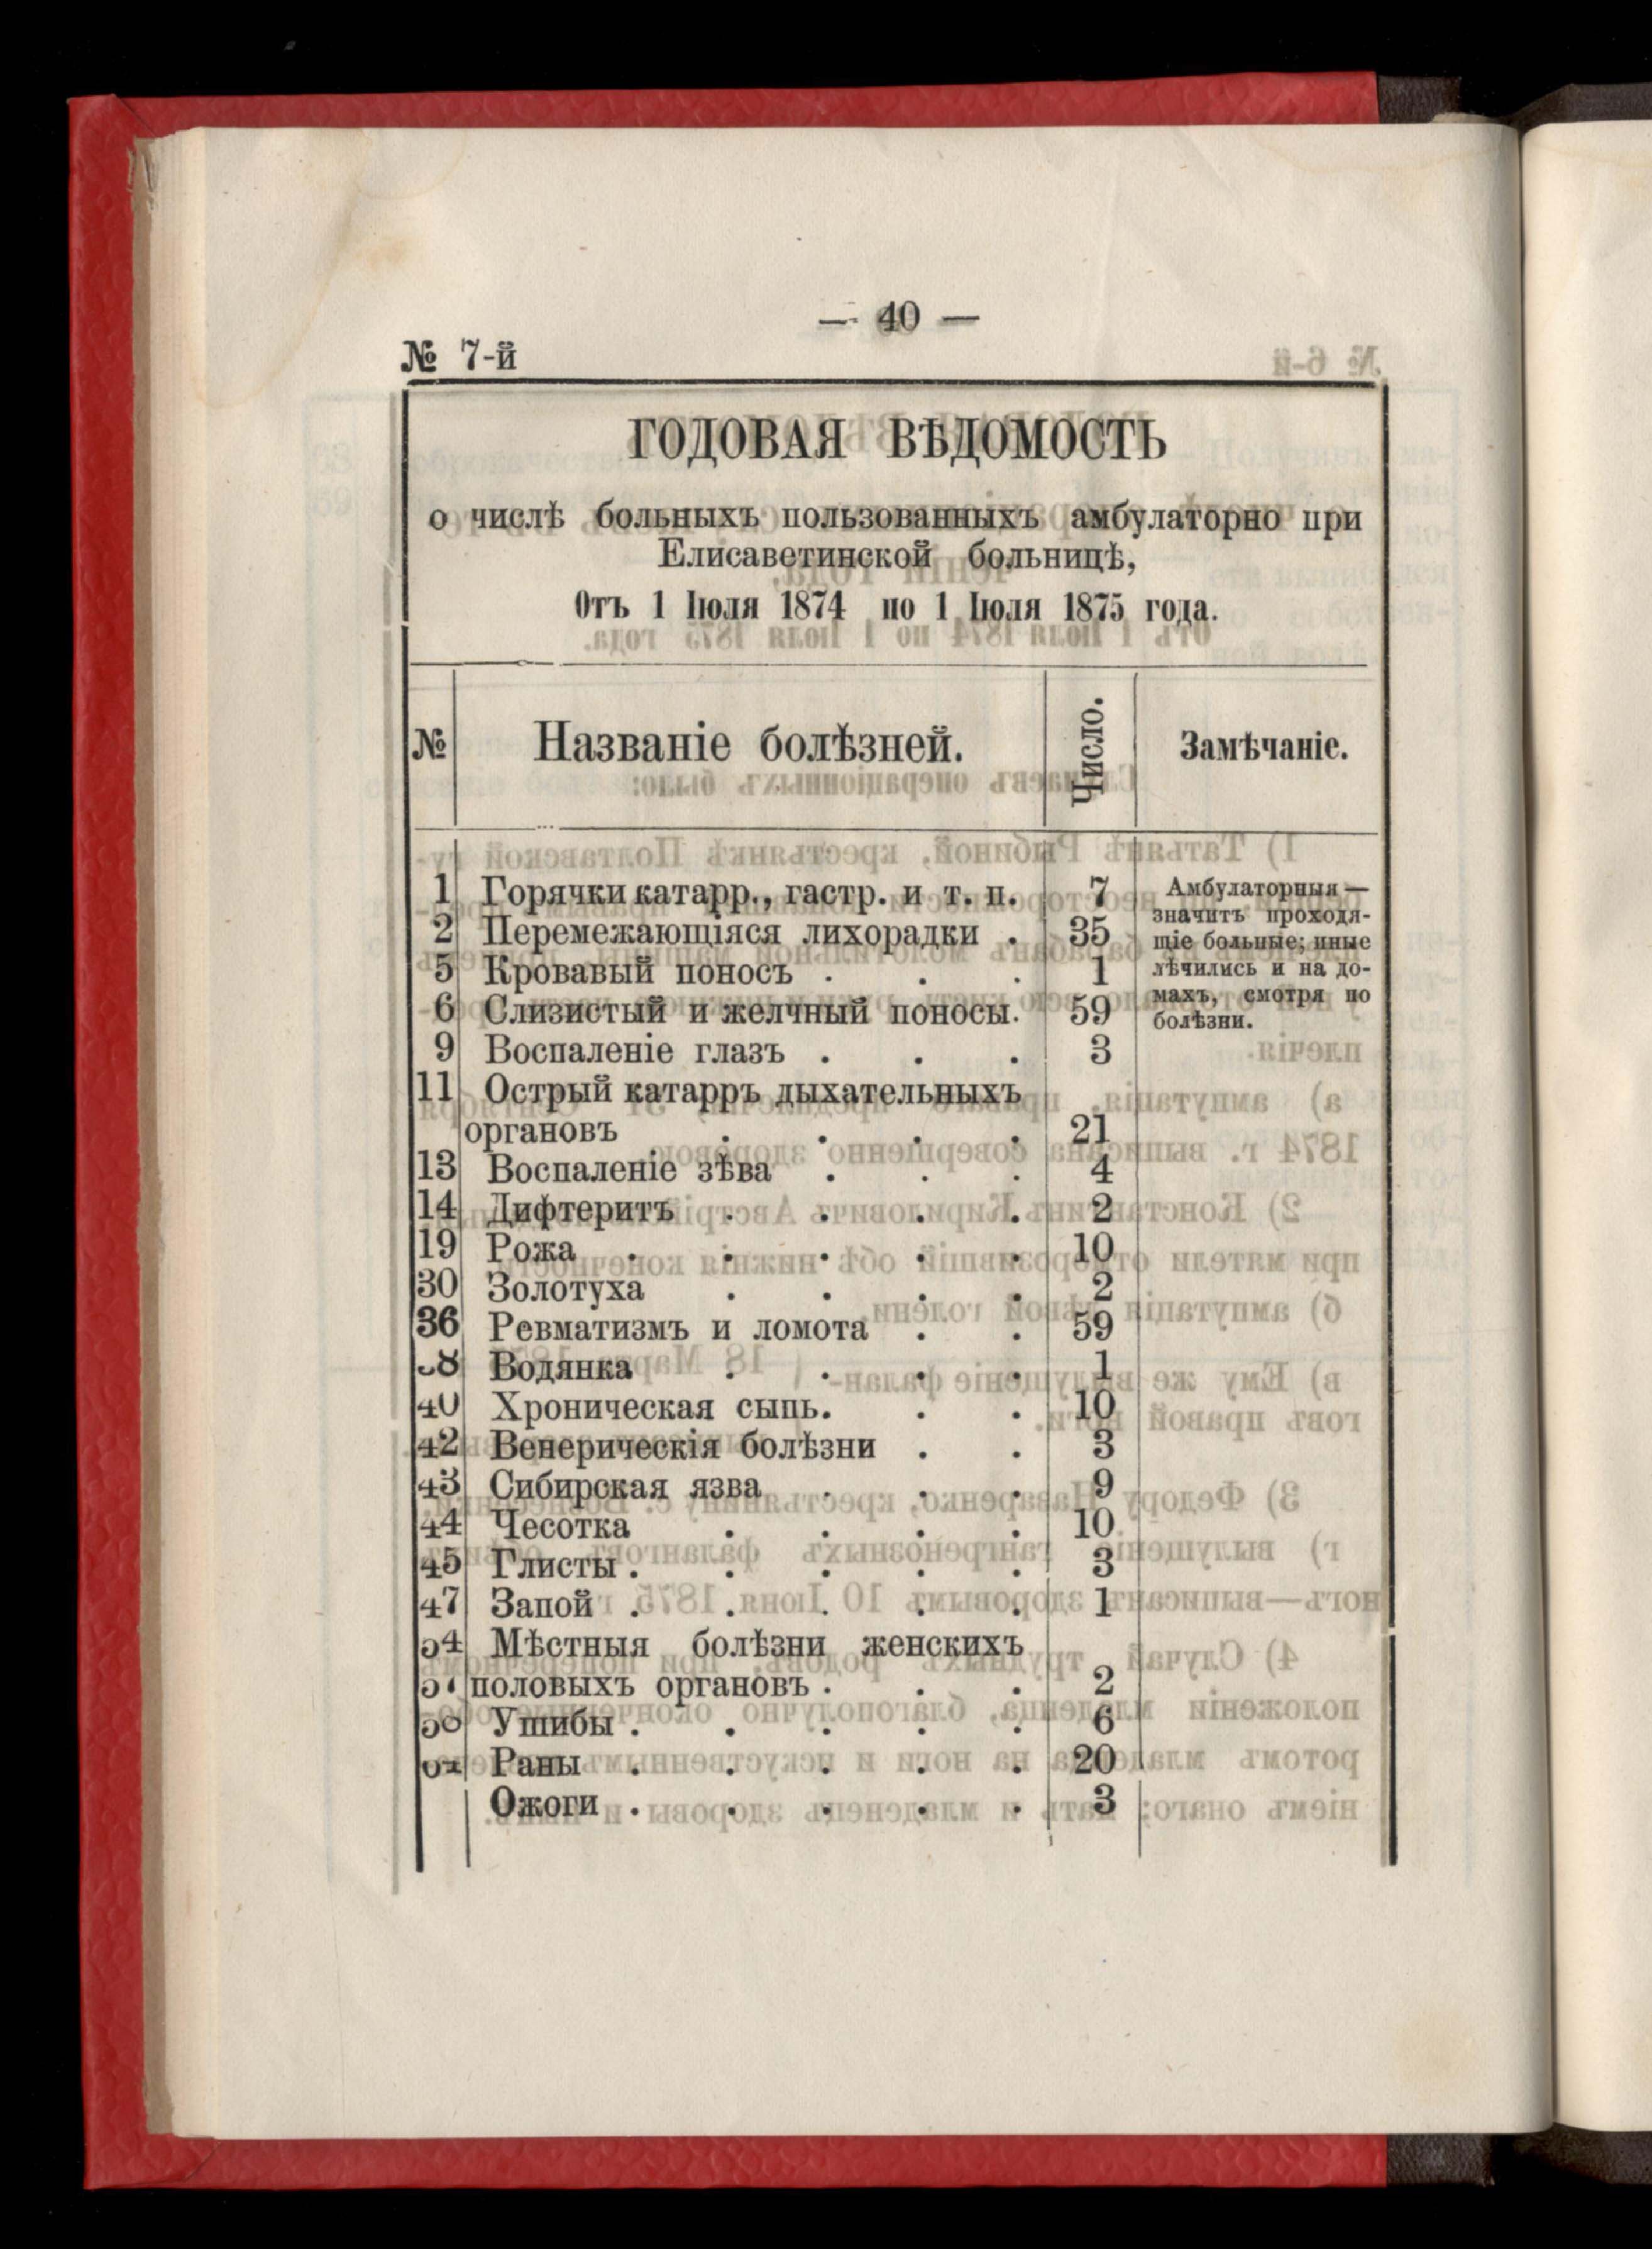 — 40 —
№ 7-й
ГОДОВАЯ ВѢДОМОСТЬ
о числѣ больныхъ пользованныхъ амбулаторно при
Елисаветинской больницѣ,
Отъ 1 Іюля 1874 по 1 Іюля 1875 года.
№ Названіе болѣзней. Число. Замѣчаніе.
1 Горячки катарр., гастр. и т. п. 7
2 Перемежающіяся лихорадки . 35
5 Кровавый поносъ . . . 1
6 Слизистый и желчный поносы. 59
9 Воспаленіе глазъ . . . 3
11 Острый катарръ дыхательныхъ
органовъ . . . . 21
13 Воспаленіе зѣва . . . 4
14 Дифтеритъ . . . . 2
19 Рожа . . . . . 10
30 Золотуха . . . . 2
36 Ревматизмъ и ломота . . 59
38 Водянка . . . . 1
40 Хроническая сыпь. . . 10
42 Венерическія болѣзни . . 3
43 Сибирская язва . . . 9
44 Чесотка . . . . 10
45 Глисты . . . . . 3
47 Запой . . . . . 1
54 Мѣстныя болѣзни женскихъ
половыхъ органовъ . . . 2
Ушибы . . . . . 6
Раны . . . . . 20
Ожоги . . . . . 3
Амбулаторныя —
значитъ проходя-
щіе больные; иные
лѣчились и на до-
махъ, смотря по
болѣзни.